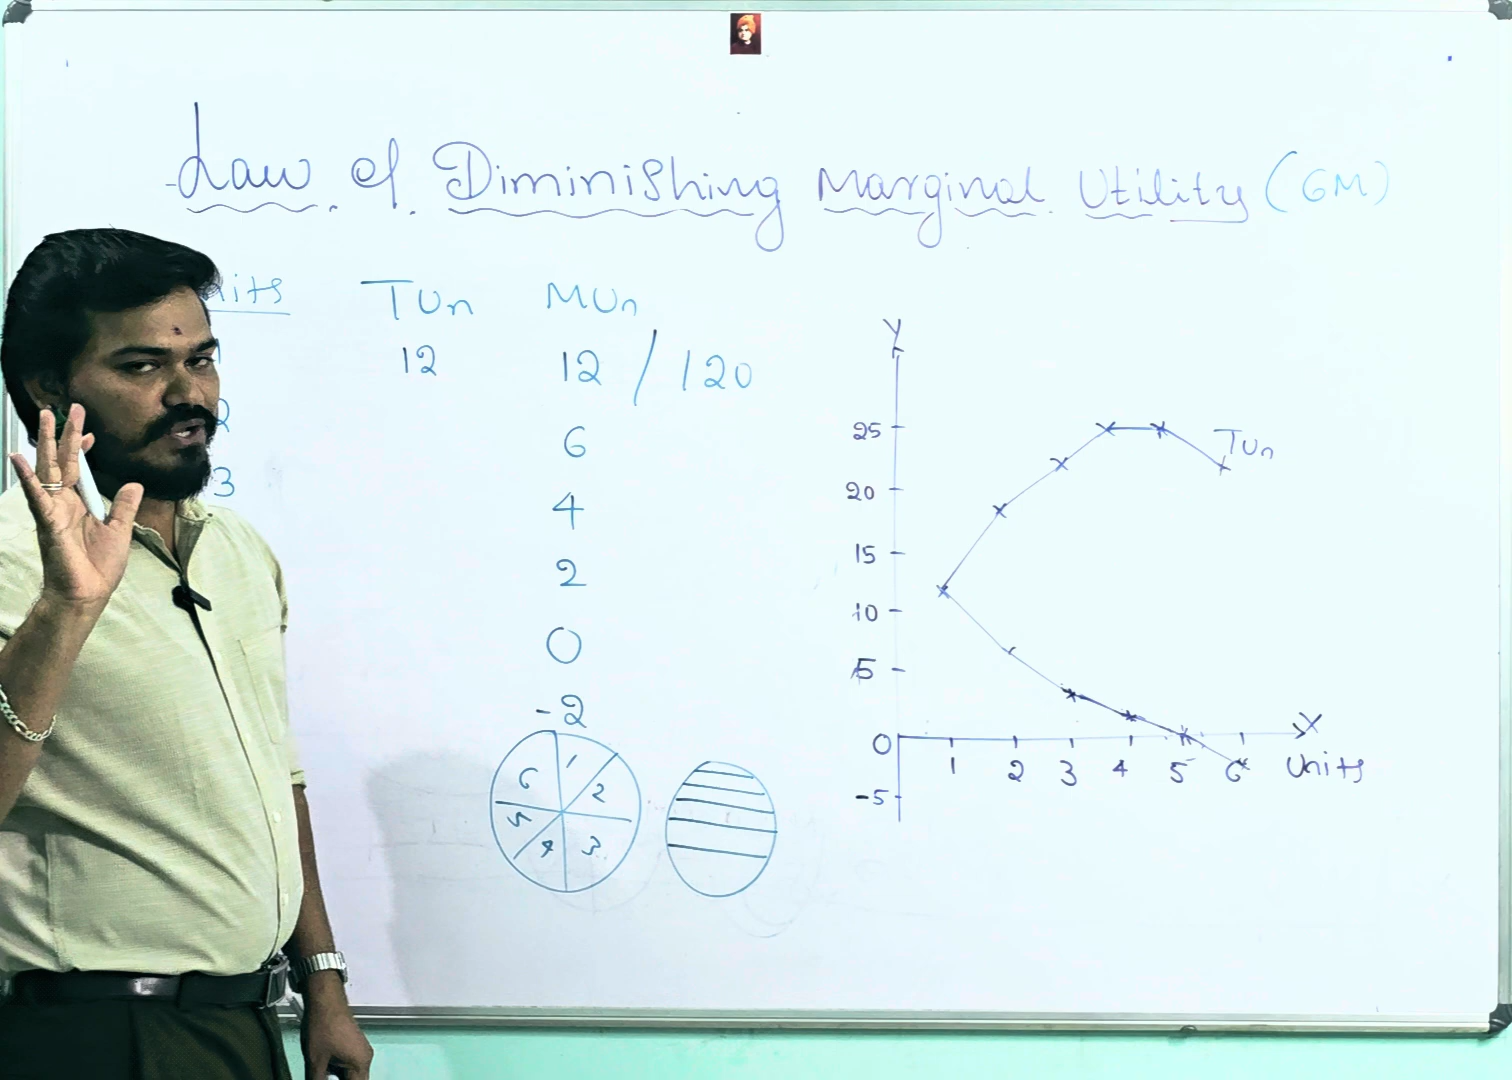 Law of Diminishing Marginal Utility (GM)
TUn MUn
1 12 12 / 120
2 6
3 4
2
0
-2
1
2
3
4
5
6
Y
25
20
15
10
5
0
-5
TUn
X
1 2 3 4 5 6 Units